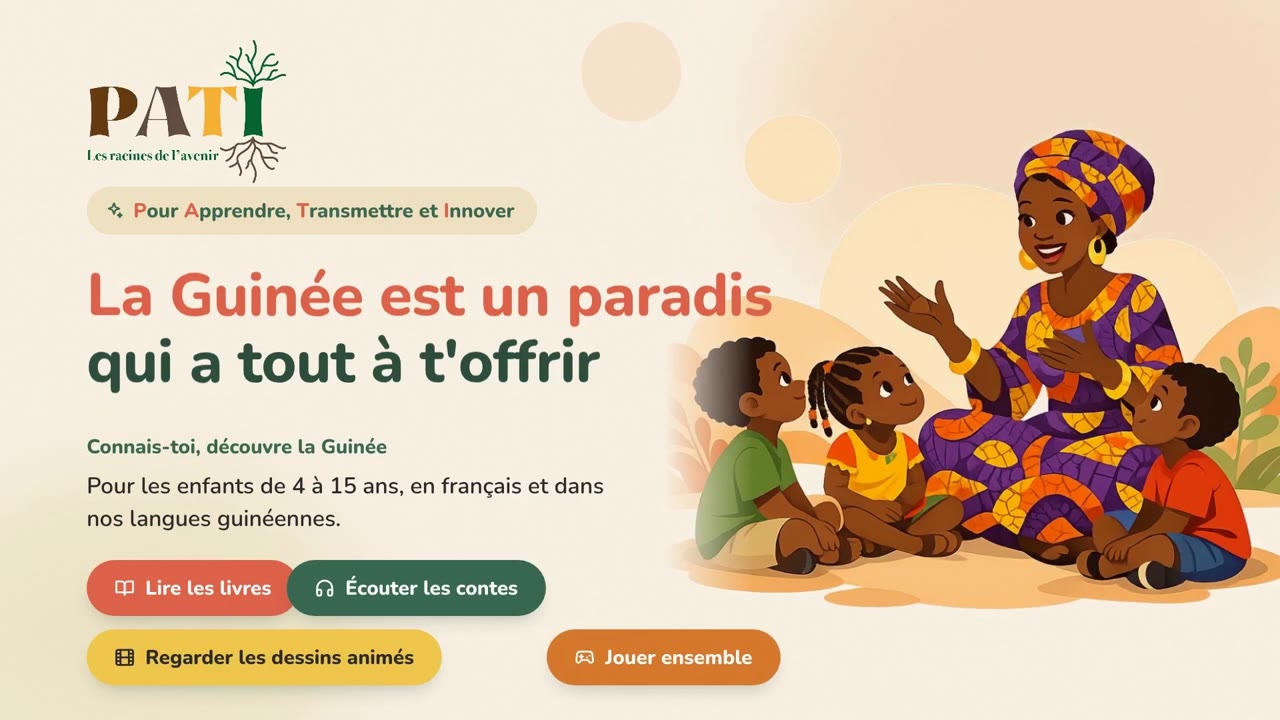 PATI
Les racines de l'avenir
Pour Apprendre, Transmettre et Innover
La Guinée est un paradis
qui a tout à t'offrir
Connais-toi, découvre la Guinée
Pour les enfants de 4 à 15 ans, en français et dans
nos langues guinéennes.
Lire les livres
Écouter les contes
Regarder les dessins animés
Jouer ensemble